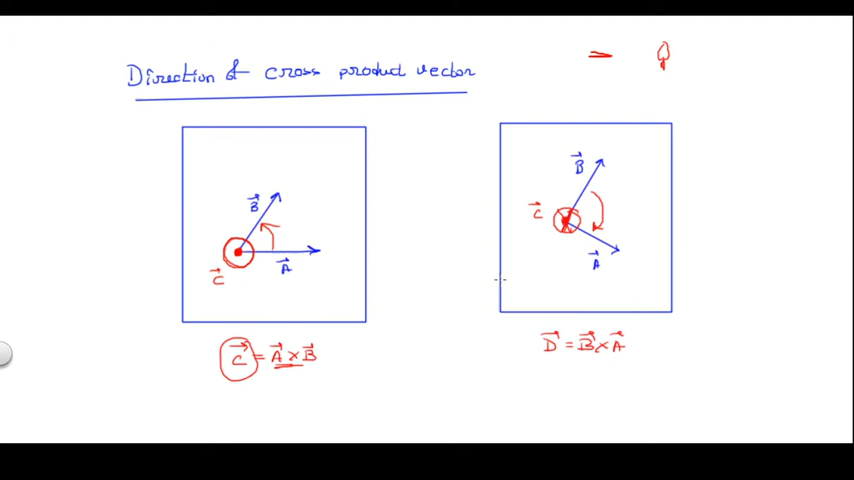 Direction of cross product vector
B⃗
A⃗
C⃗
C⃗ = A⃗ × B⃗
B⃗
C⃗
A⃗
D⃗ = B⃗ × A⃗